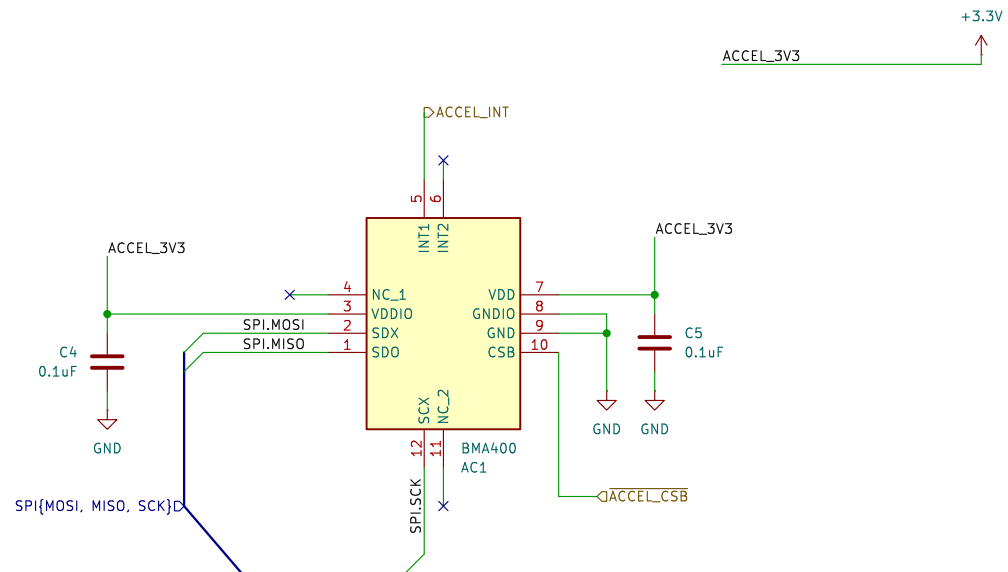 +3.3V
ACCEL_3V3
ACCEL_INT
5
6
INT1
INT2
ACCEL_3V3
ACCEL_3V3
4
NC_1
3
VDDIO
2
SDX
1
SDO
SPI.MOSI
SPI.MISO
VDD
7
GNDIO
8
GND
9
CSB
10
C4
0.1uF
GND
C5
0.1uF
GND
GND
SCX
NC_2
12
11
BMA400
AC1
SPI.SCK
ACCEL_CSB
SPI{MOSI, MISO, SCK}